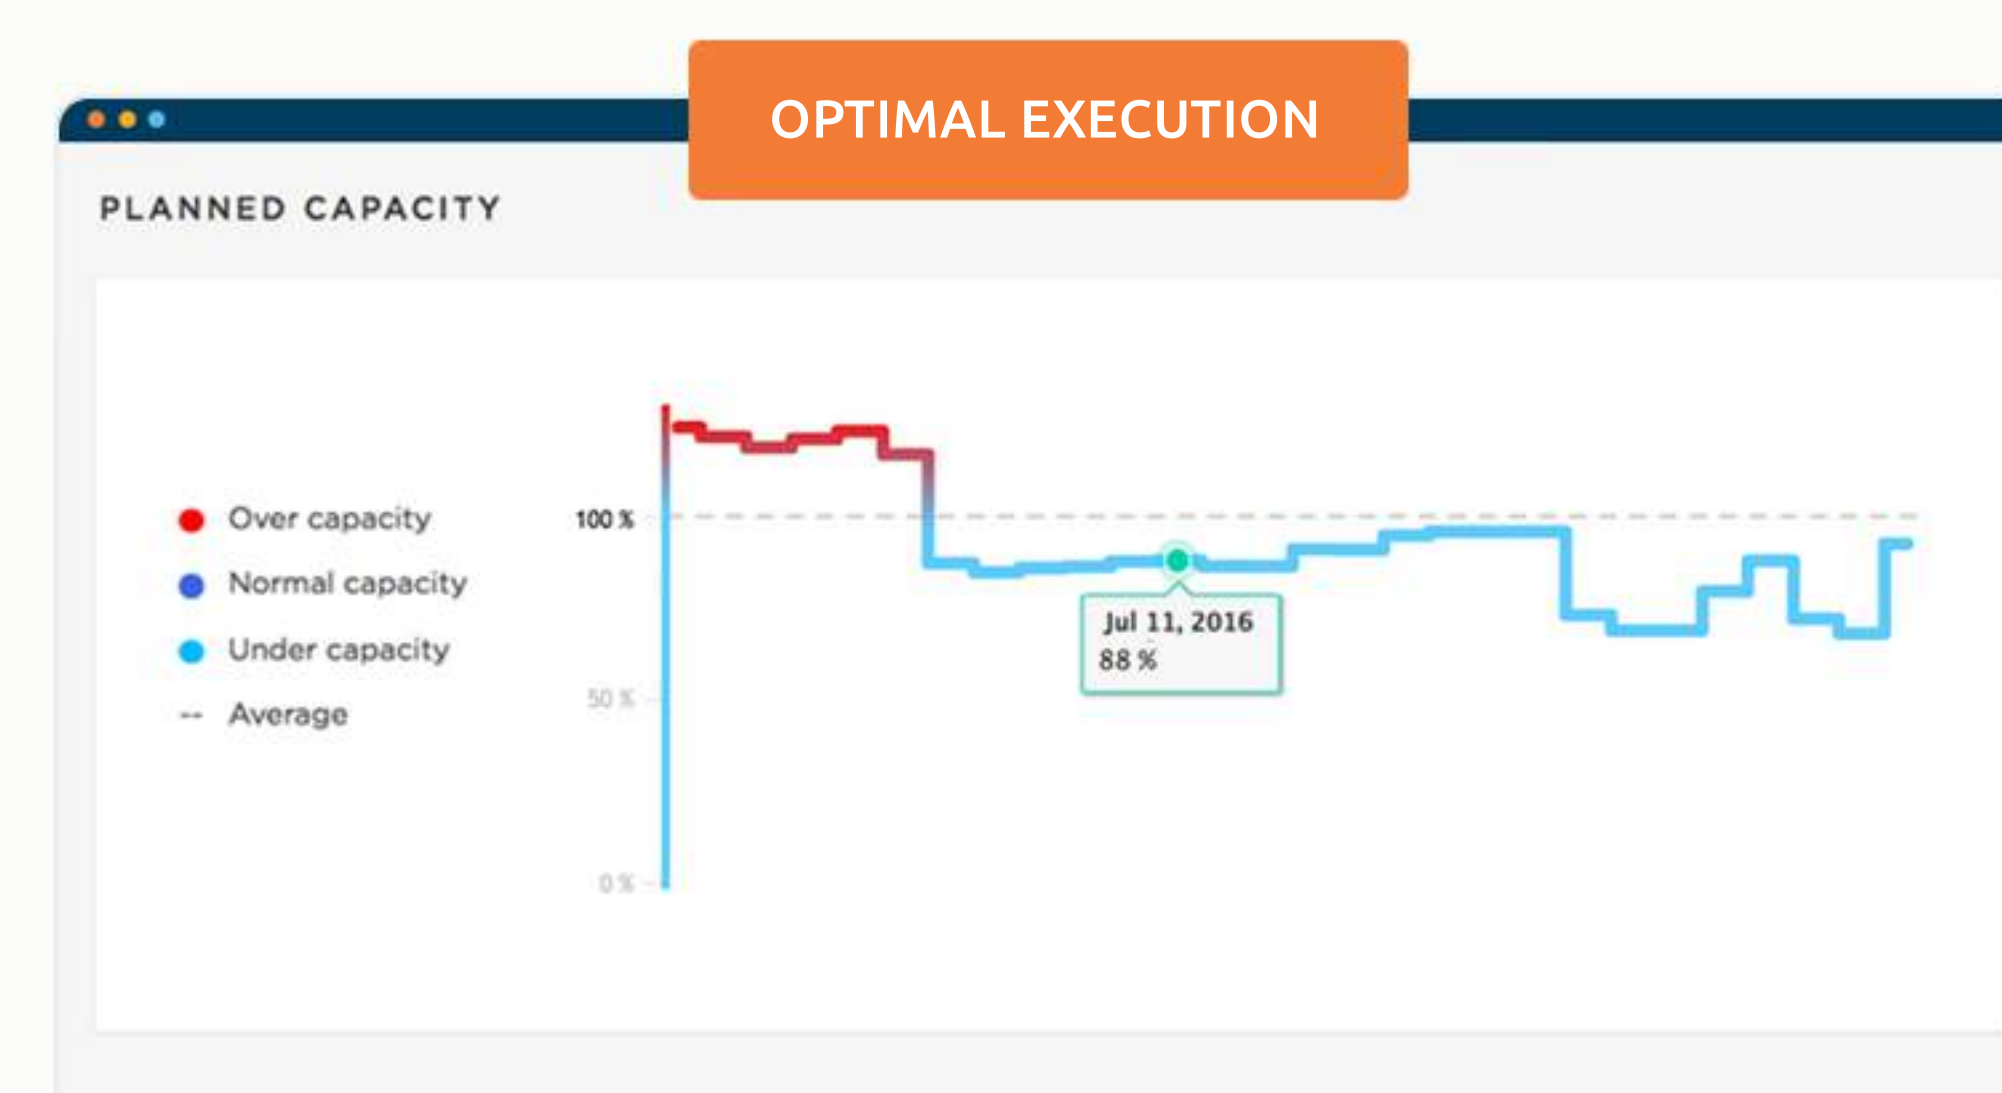 OPTIMAL EXECUTION
PLANNED CAPACITY
Over capacity
Normal capacity
Under capacity
-- Average
100 %
50 %
0 %
Jul 11, 2016
88 %